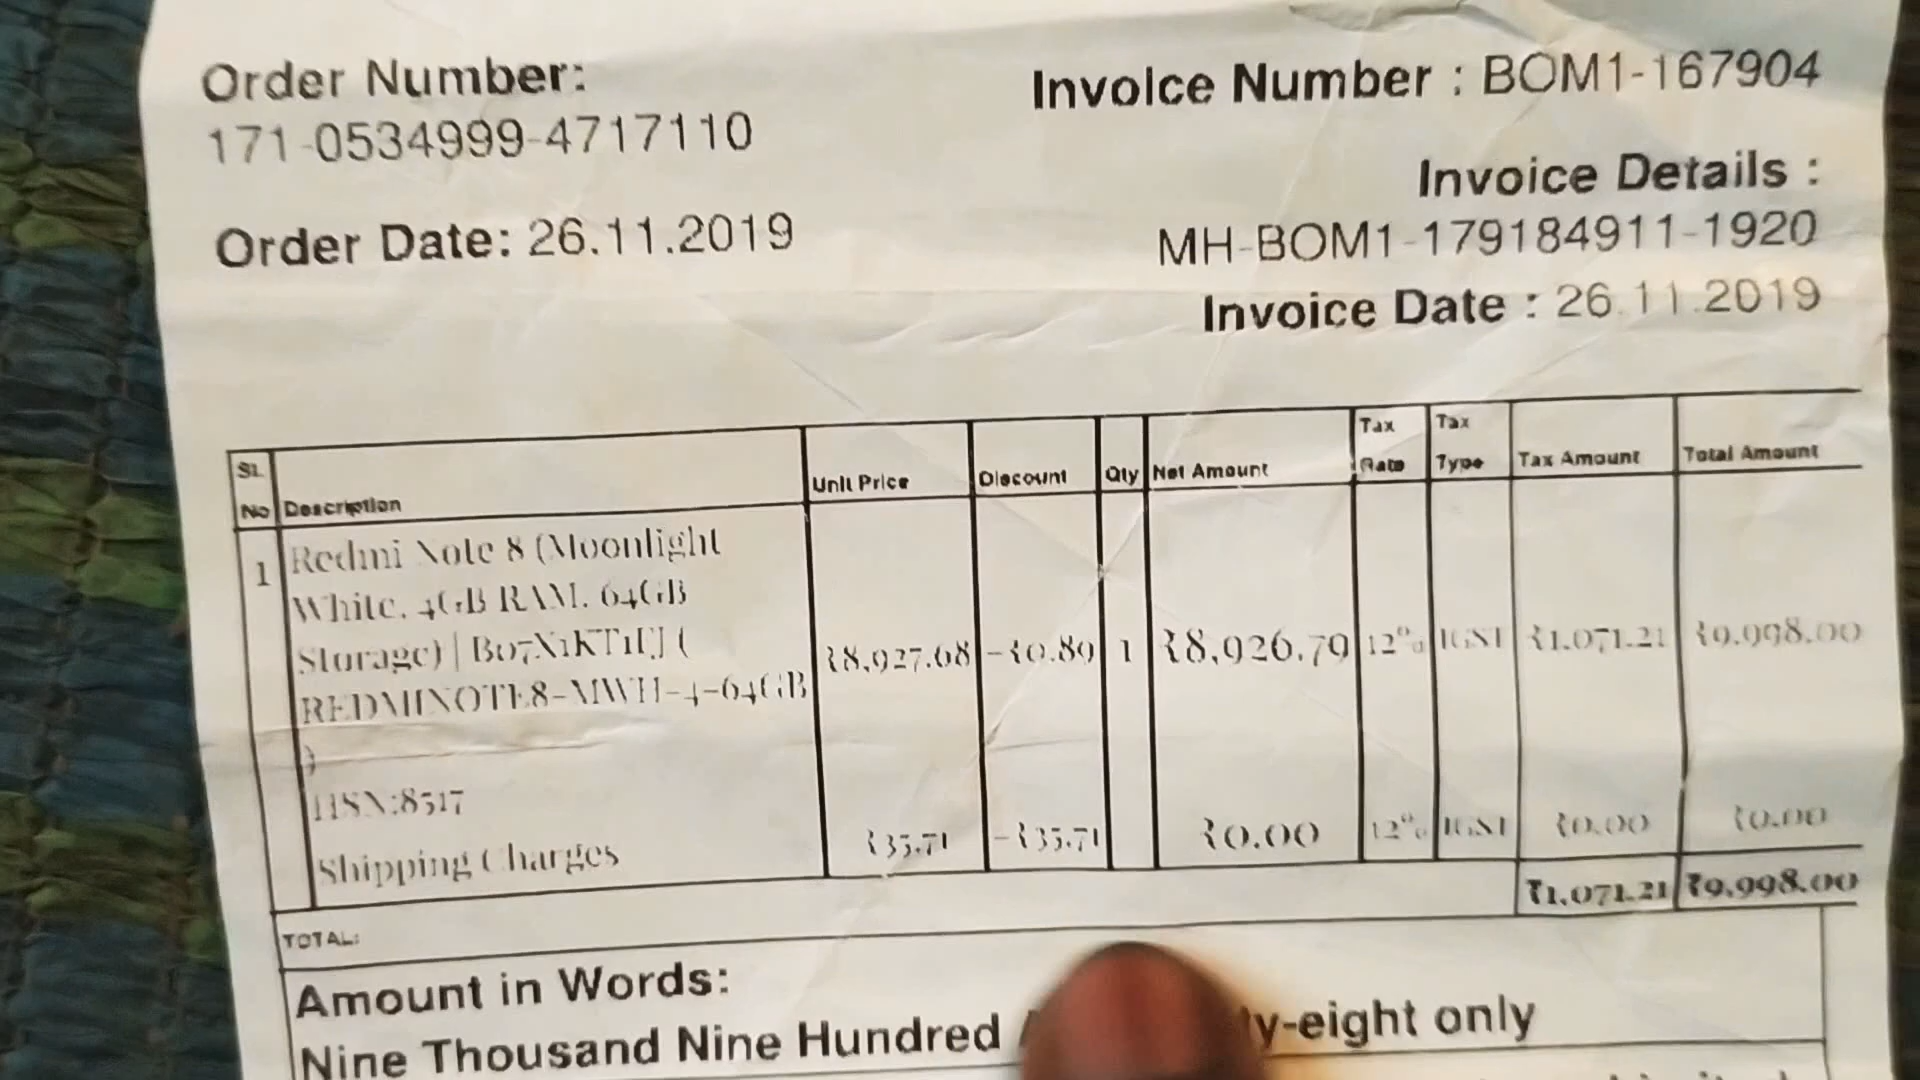 Order Number:
171-0534999-4717110
Order Date: 26.11.2019
Invoice Number : BOM1-167904
Invoice Details :
MH-BOM1-179184911-1920
Invoice Date : 26.11.2019
Sl. No Description Unit Price Discount Qty Net Amount Tax Rate Tax Type Tax Amount Total Amount
1 Redmi Note 8 (Moonlight
White, 4GB RAM, 64GB
Storage) | (
₹8,927.68 -₹0.89 1 ₹8,926.79 12% IGST ₹1,071.21 ₹9,998.00
REDMINOTE8-MWH-4-64GB
)
HSN:8517
Shipping Charges ₹35.71 -₹35.71 ₹0.00 12% IGST ₹0.00 ₹0.00
TOTAL: ₹1,071.21 ₹9,998.00
Amount in Words:
Nine Thousand Nine Hundred y-eight only